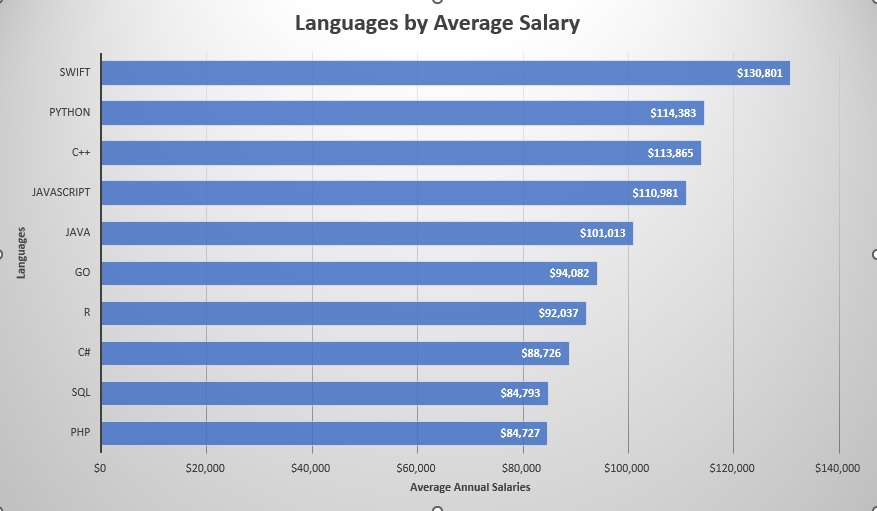 Languages by Average Salary
Languages
SWIFT $130,801
PYTHON $114,383
C++ $113,865
JAVASCRIPT $110,981
JAVA $101,013
GO $94,082
R $92,037
C# $88,726
SQL $84,793
PHP $84,727
$0 $20,000 $40,000 $60,000 $80,000 $100,000 $120,000 $140,000
Average Annual Salaries